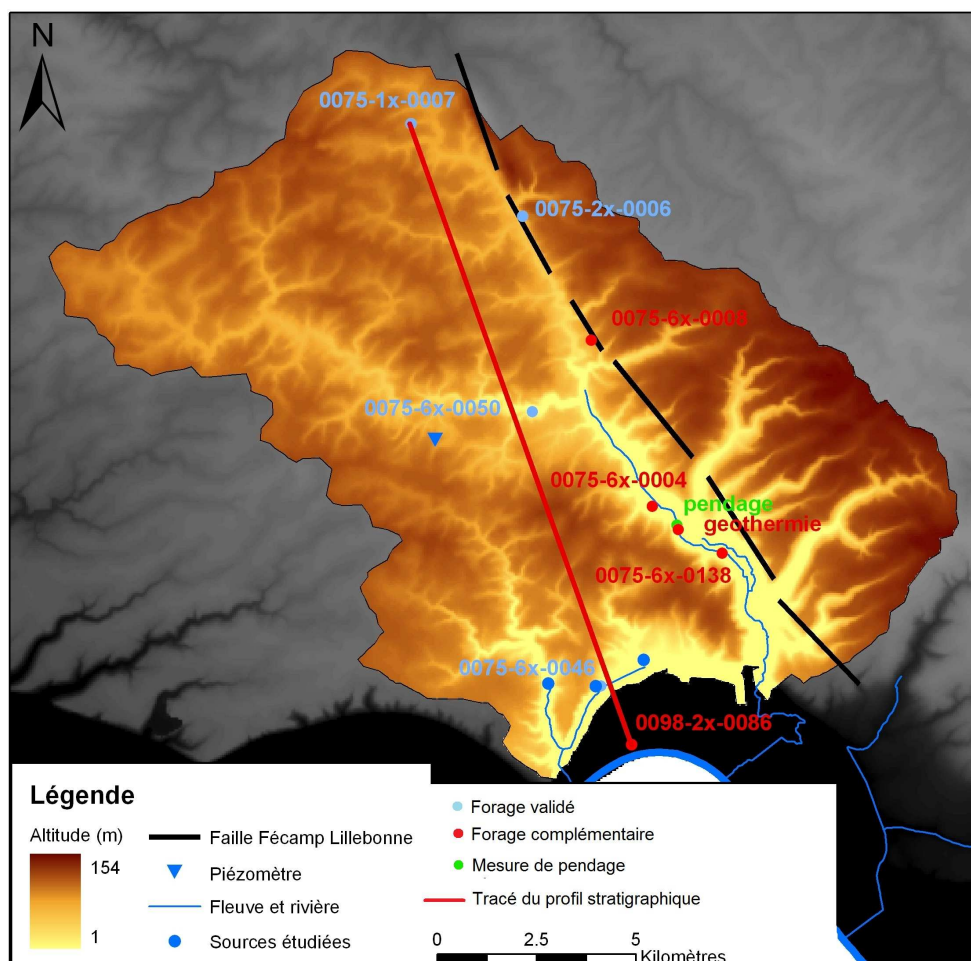 N
0075-1x-0007
0075-2x-0006
0075-6x-0008
0075-6x-0050
0075-6x-0004
pendage
geothermie
0075-6x-0138
0075-6x-0046
0098-2x-0086
Légende
Altitude (m)
154
1
Faille Fécamp Lillebonne
Piézomètre
Fleuve et rivière
Sources étudiées
Forage validé
Forage complémentaire
Mesure de pendage
Tracé du profil stratigraphique
0 2.5 5
Kilomètres